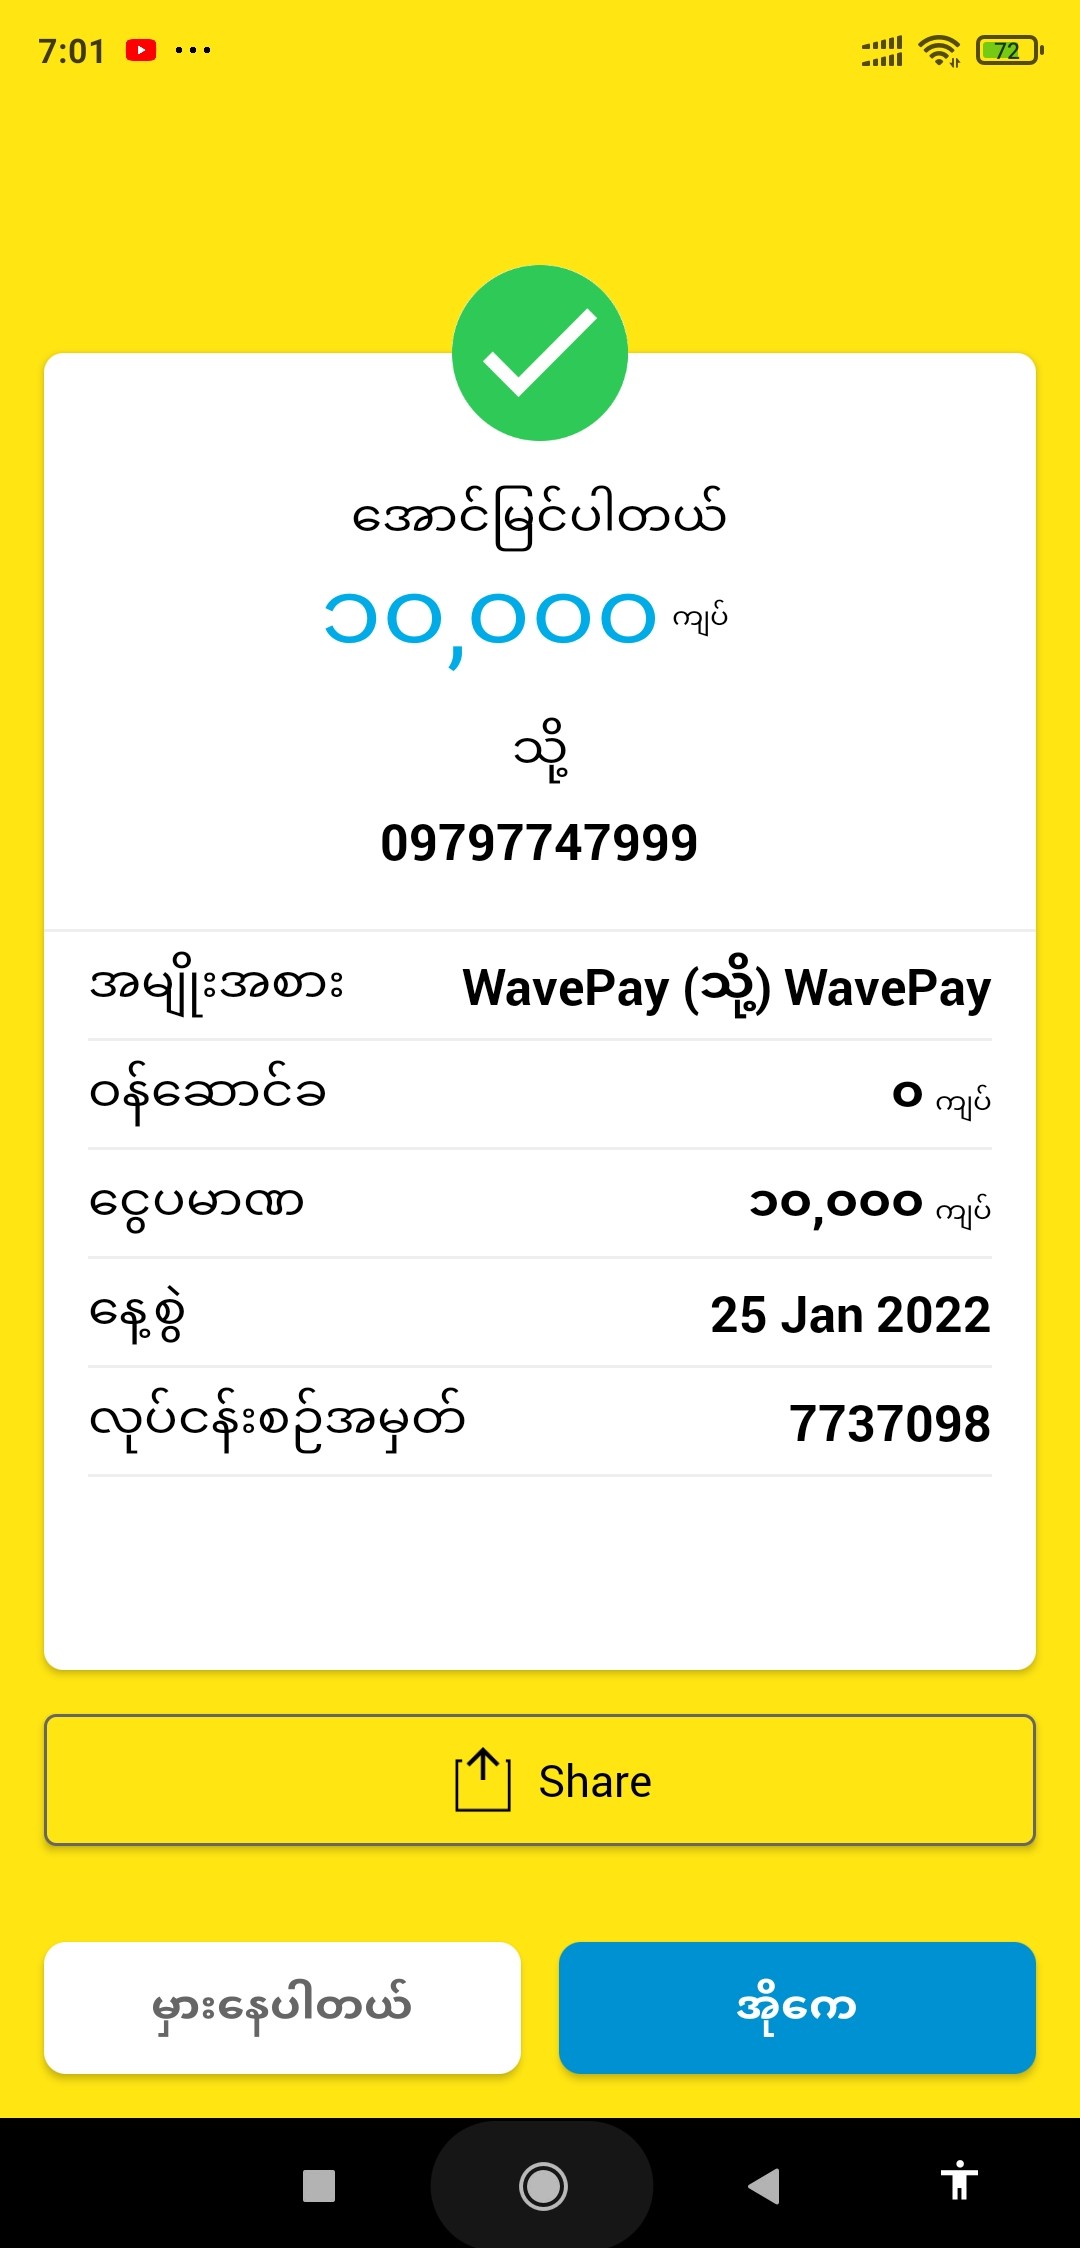 7:01
72
အောင်မြင်ပါတယ်
၁၀,၀၀၀ ကျပ်
သို့
09797747999
အမျိုးအစား WavePay (သို့) WavePay
ဝန်ဆောင်ခ ၀ ကျပ်
ငွေပမာဏ ၁၀,၀၀၀ ကျပ်
နေ့စွဲ 25 Jan 2022
လုပ်ငန်းစဉ်အမှတ် 7737098
Share
မှားနေပါတယ် အိုကေ